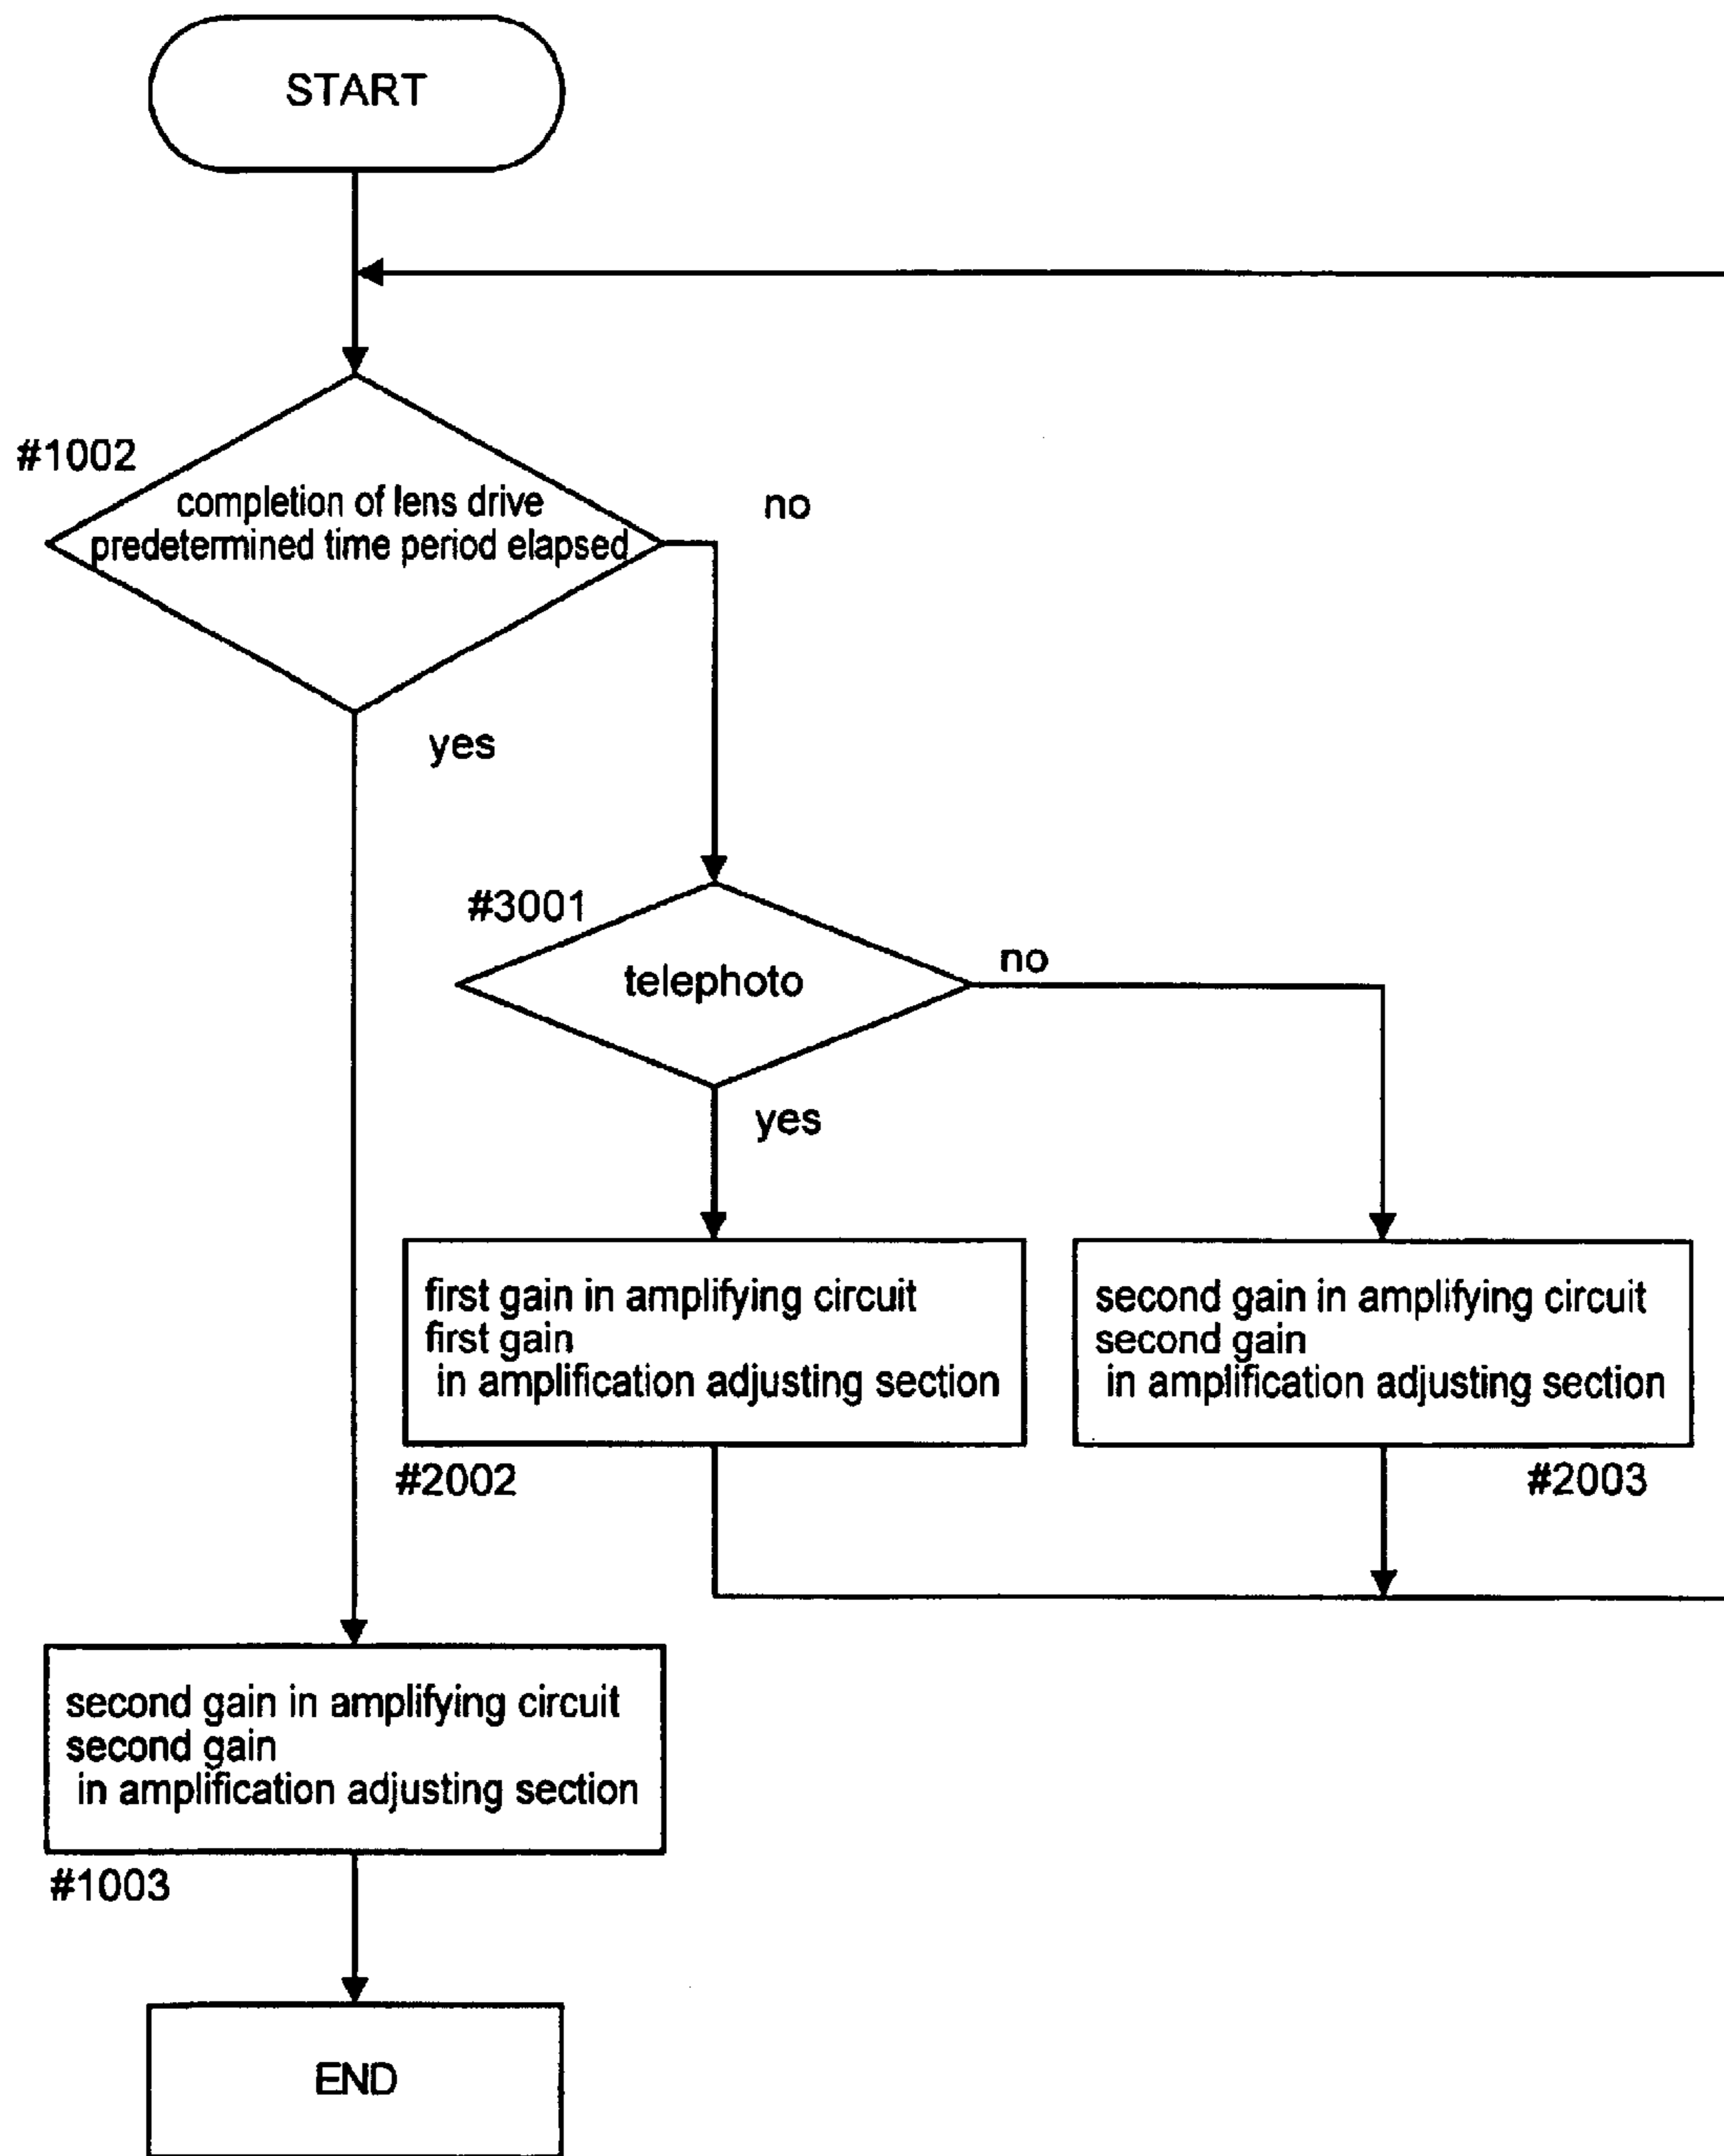 START
#1002
completion of lens drive
predetermined time period elapsed
no
yes
#3001
telephoto
no
yes
first gain in amplifying circuit
first gain
in amplification adjusting section
#2002
second gain in amplifying circuit
second gain
in amplification adjusting section
#2003
second gain in amplifying circuit
second gain
in amplification adjusting section
#1003
END